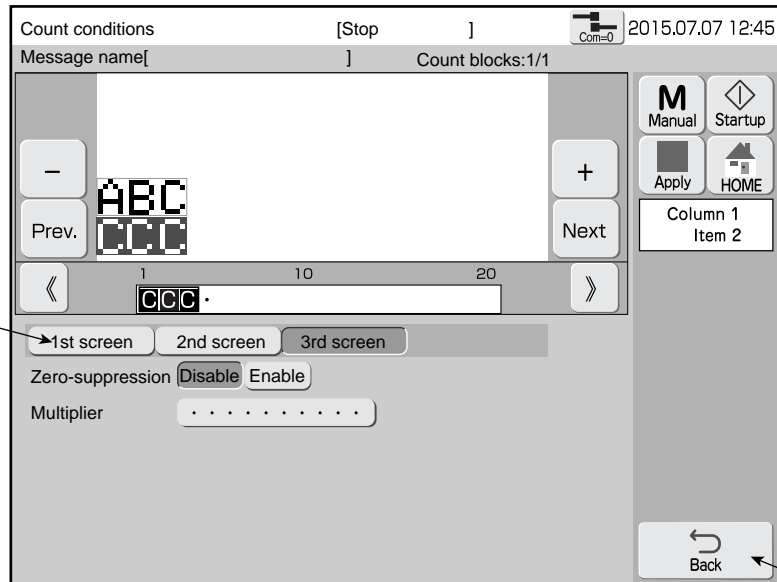 Count conditions [Stop ] Com=0 2015.07.07 12:45
Message name[ ] Count blocks:1/1
M Manual Startup
Apply HOME
Column 1
Item 2
− +
ABC
CCC
Prev. Next
《 1 10 20 》
CCC・
1st screen 2nd screen 3rd screen
Zero-suppression Disable Enable
Multiplier ・・・・・・・・・・
Back